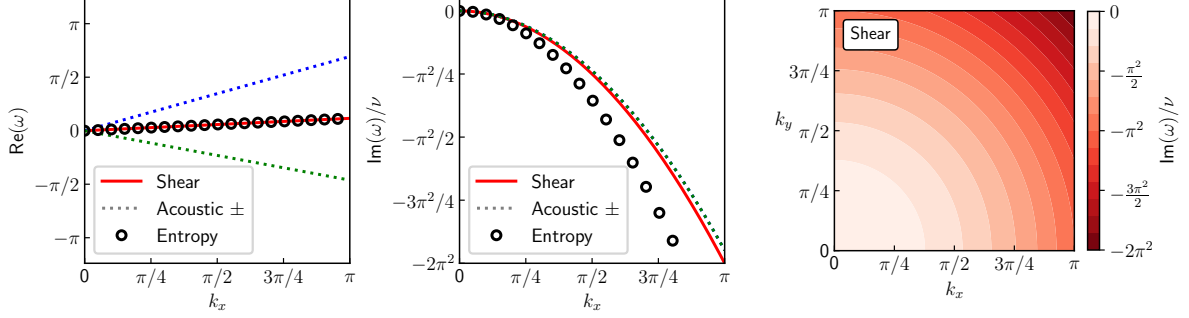 Re(ω)
π
π/2
0
−π/2
−π
Shear
Acoustic ±
Entropy
0
π/4
π/2
3π/4
π
k_x
Im(ω)/ν
0
−π²/4
−π²/2
−3π²/4
−2π²
Shear
Acoustic ±
Entropy
0
π/4
π/2
3π/4
π
k_x
k_y
π
3π/4
π/2
π/4
0
Shear
0
π/4
π/2
3π/4
π
k_x
0
−π²/2
−π²
−3π²/2
−2π²
Im(ω)/ν